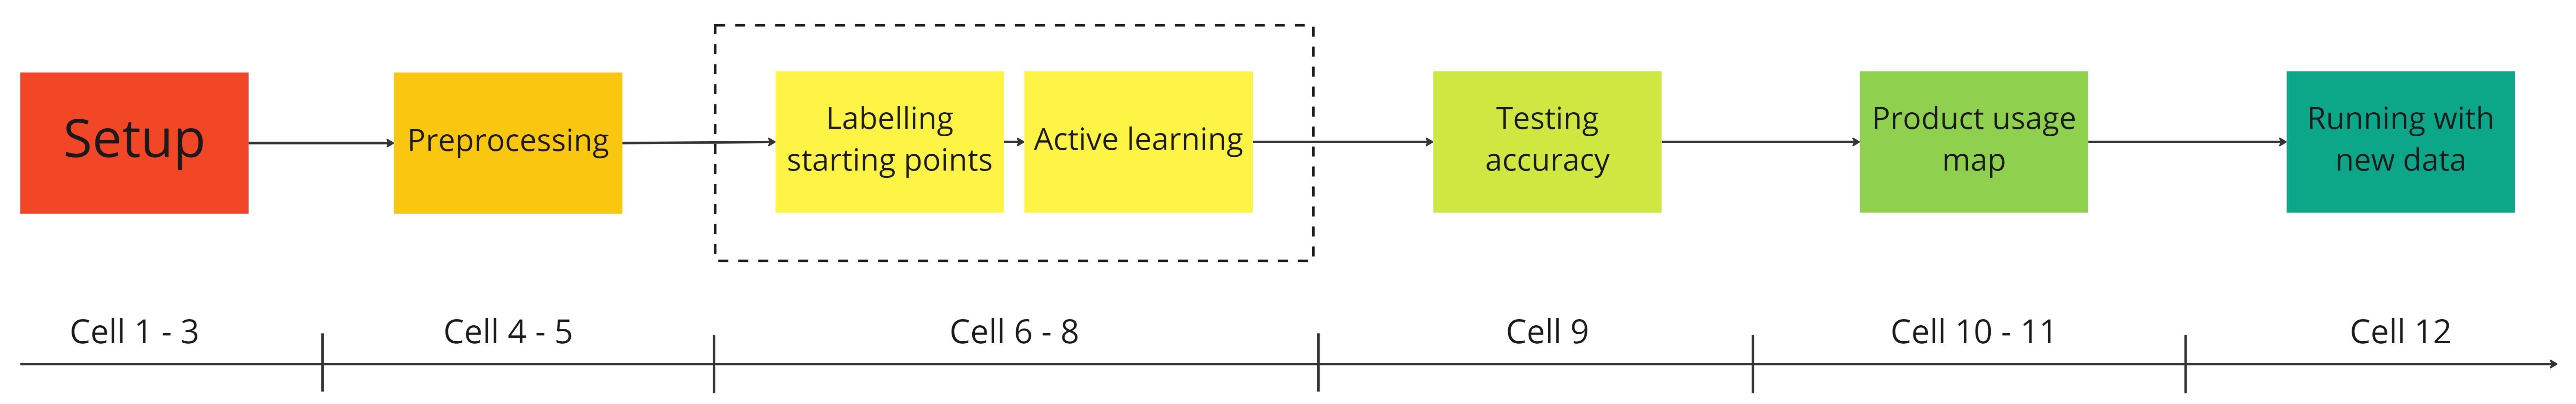 Setup
Preprocessing
Labelling
starting points
Active learning
Testing
accuracy
Product usage
map
Running with
new data
Cell 1 - 3
Cell 4 - 5
Cell 6 - 8
Cell 9
Cell 10 - 11
Cell 12